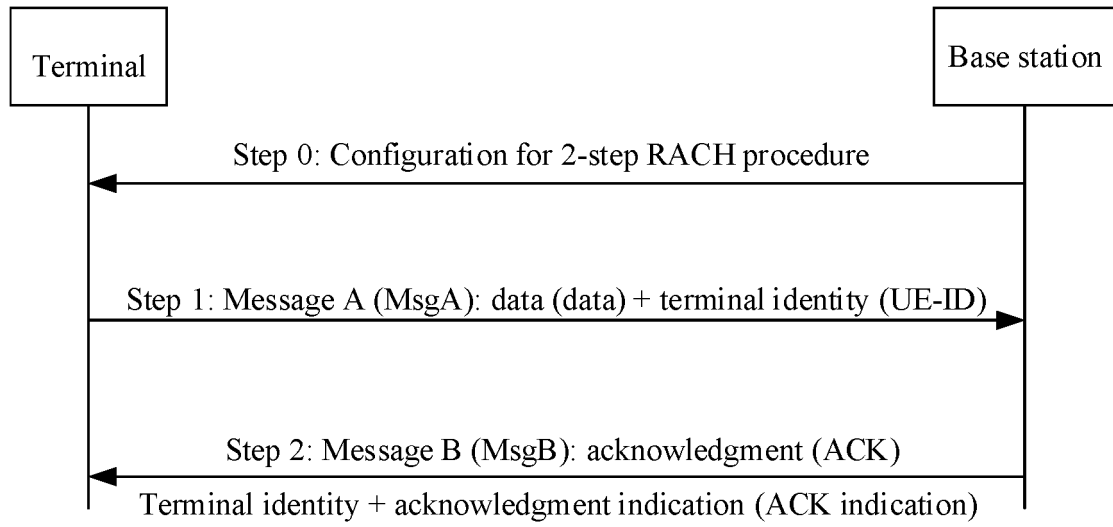 Terminal
Base station
Step 0: Configuration for 2-step RACH procedure
Step 1: Message A (MsgA): data (data) + terminal identity (UE-ID)
Step 2: Message B (MsgB): acknowledgment (ACK)
Terminal identity + acknowledgment indication (ACK indication)